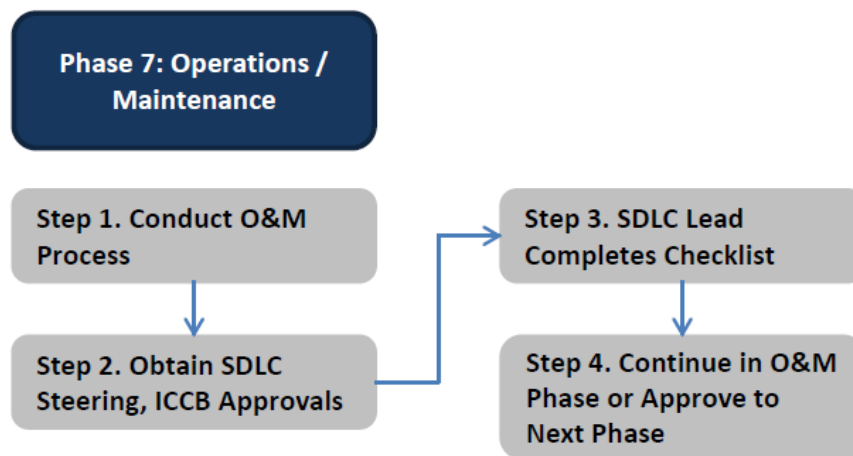 Phase 7: Operations /
Maintenance
Step 1. Conduct O&M
Process
Step 2. Obtain SDLC
Steering, ICCB Approvals
Step 3. SDLC Lead
Completes Checklist
Step 4. Continue in O&M
Phase or Approve to
Next Phase